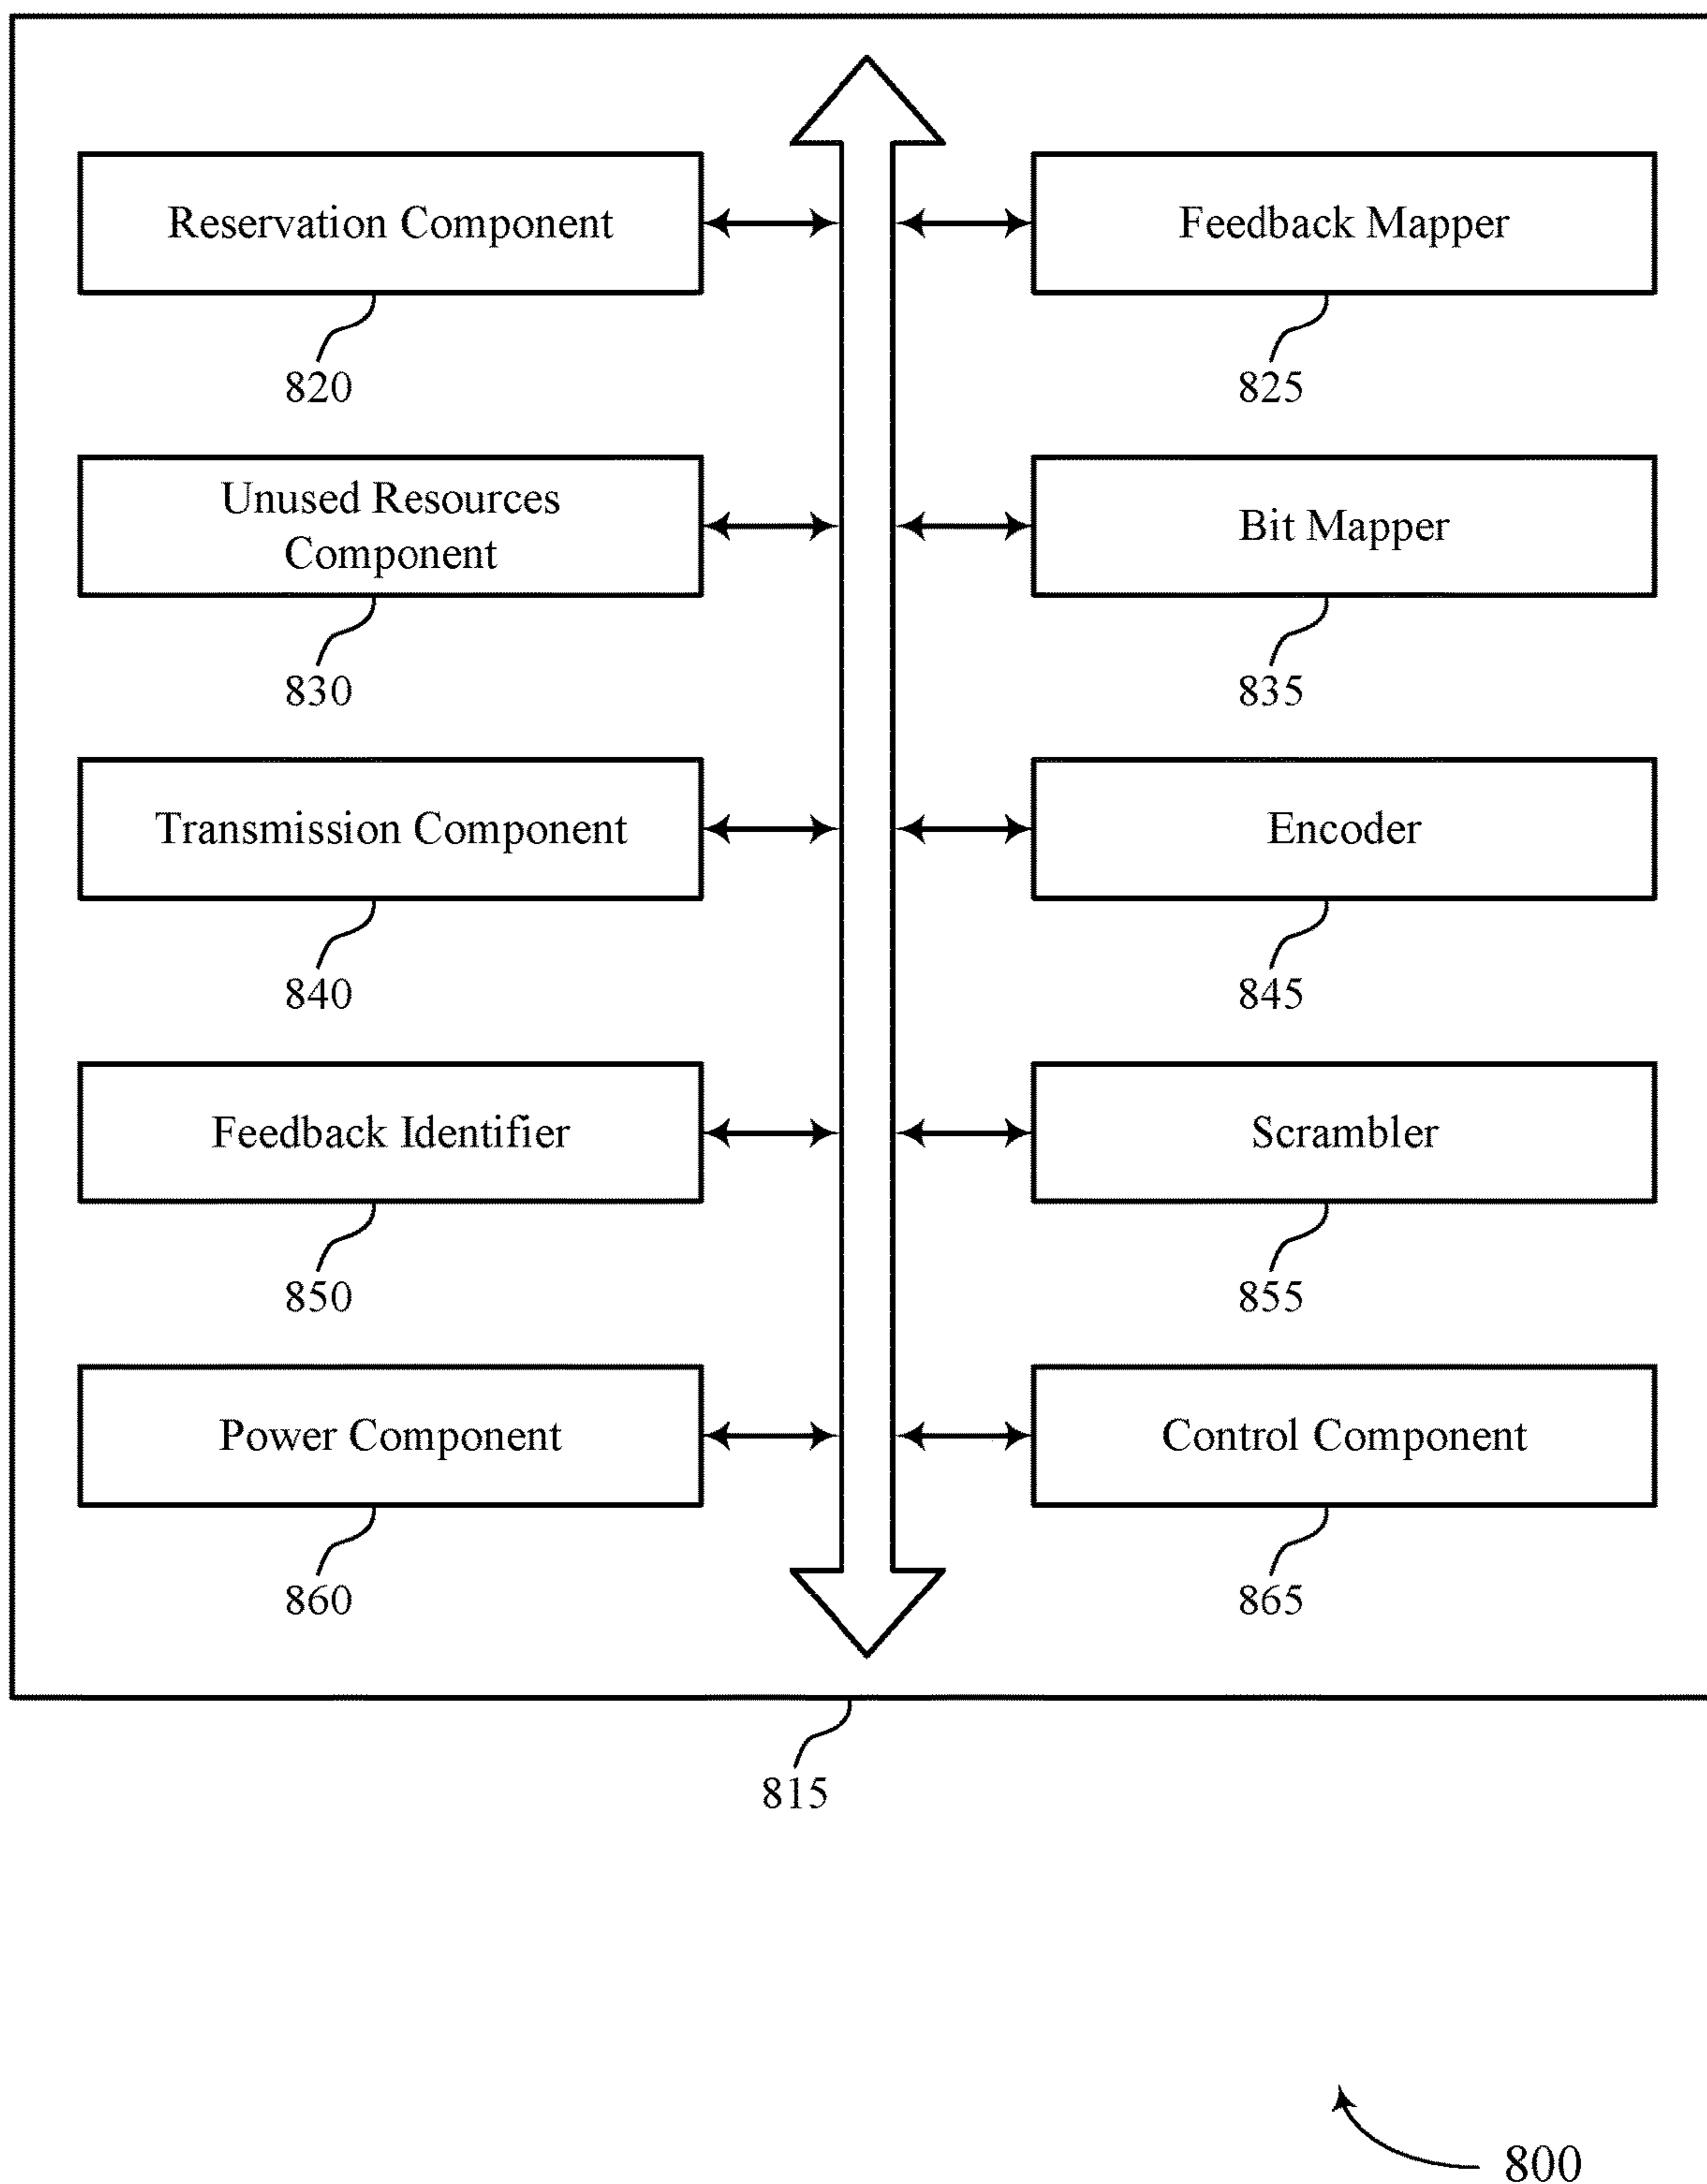 Reservation Component
820
Feedback Mapper
825
Unused Resources
Component
830
Bit Mapper
835
Transmission Component
840
Encoder
845
Feedback Identifier
850
Scrambler
855
Power Component
860
Control Component
865
815
800